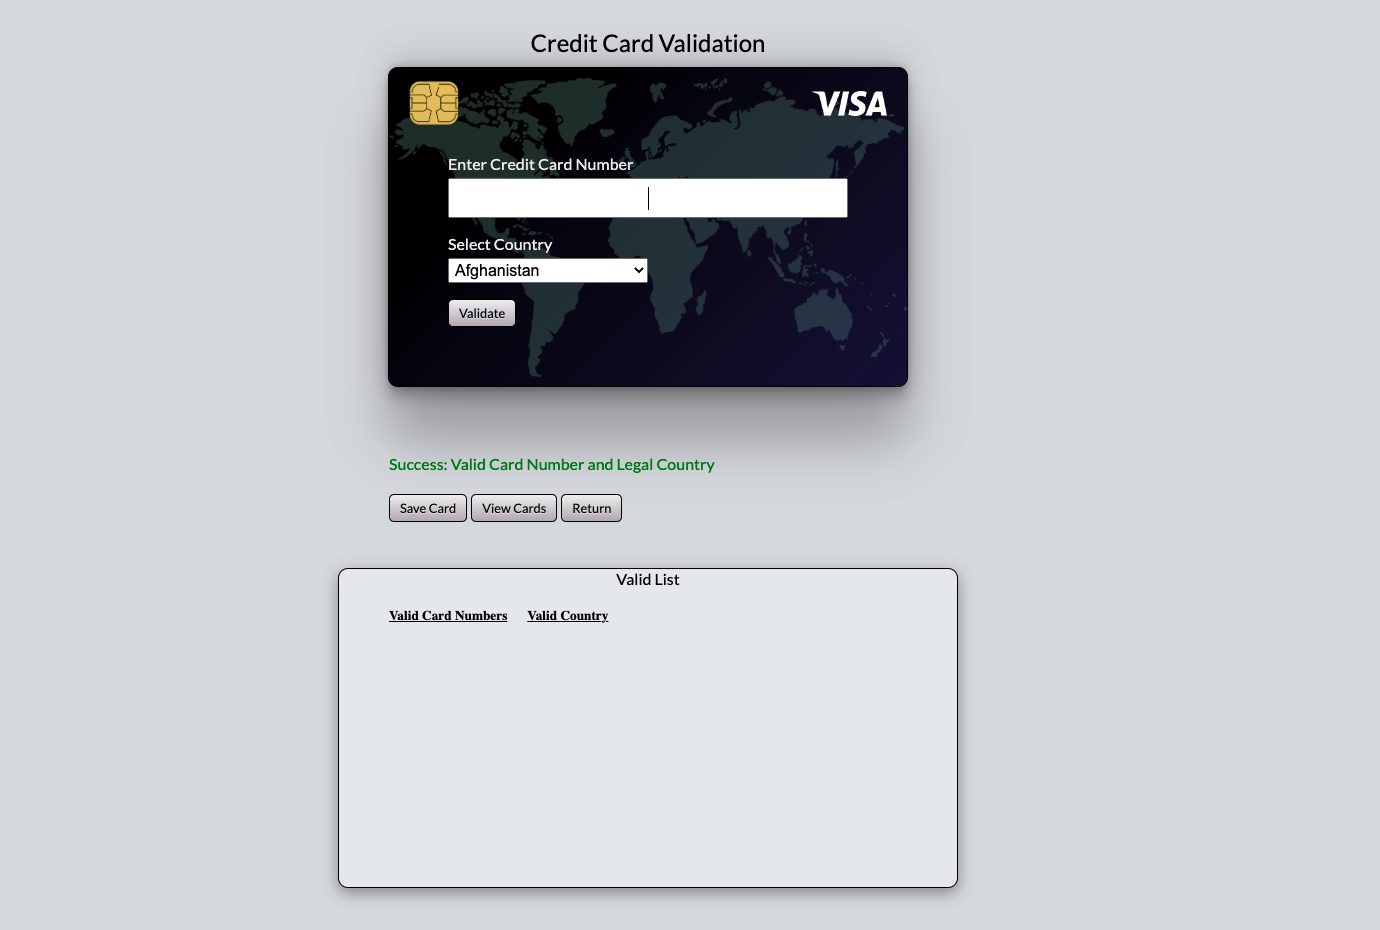 Credit Card Validation
VISA
Enter Credit Card Number
Select Country
Afghanistan
Validate
Success: Valid Card Number and Legal Country
Save Card View Cards Return
Valid List
Valid Card Numbers Valid Country